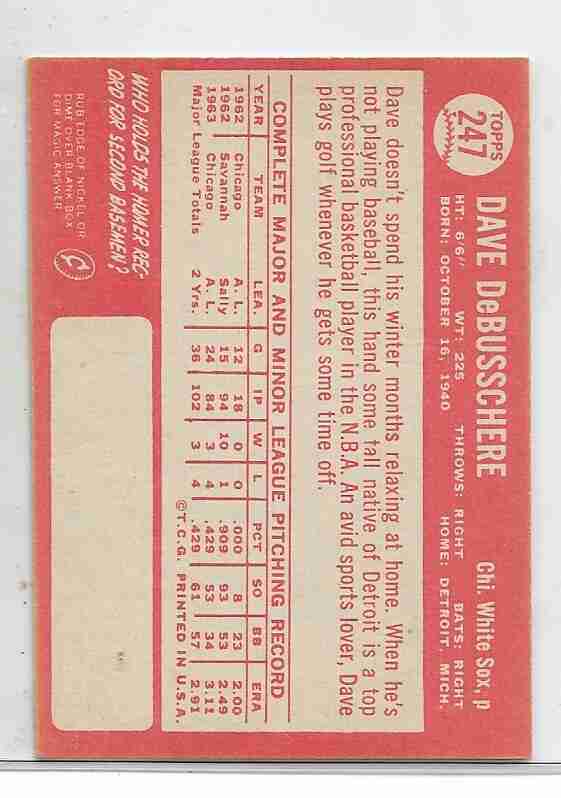 TOPPS
247
DAVE DeBUSSCHERE
Chi. White Sox, p
HT: 6'6" WT: 225 THROWS: RIGHT BATS: RIGHT
BORN: OCTOBER 16, 1940 HOME: DETROIT, MICH.
Dave doesn't spend his winter months relaxing at home. When he's
not playing baseball, this hand some tall native of Detroit is a top
professional basketball player in the N.B.A. An avid sports lover, Dave
plays golf whenever he gets some time off.
COMPLETE MAJOR AND MINOR LEAGUE PITCHING RECORD
YEAR TEAM LEA. G IP W L PCT SO BB ERA
1962 Chicago A. L. 12 18 0 0 .000 8 23 2.00
1962 Savannah Sally 15 94 10 1 .909 93 53 2.49
1963 Chicago A. L. 24 84 3 4 .429 53 34 3.11
Major League Totals 2 Yrs. 36 102 3 4 .429 61 57 2.91
©T.C.G. PRINTED IN U.S.A.
WHO HOLDS THE HOMER REC-
ORD FOR SECOND BASEMEN?
RUB EDGE OF NICKEL OR
DIME OVER BLANK BOX
FOR MAGIC ANSWER